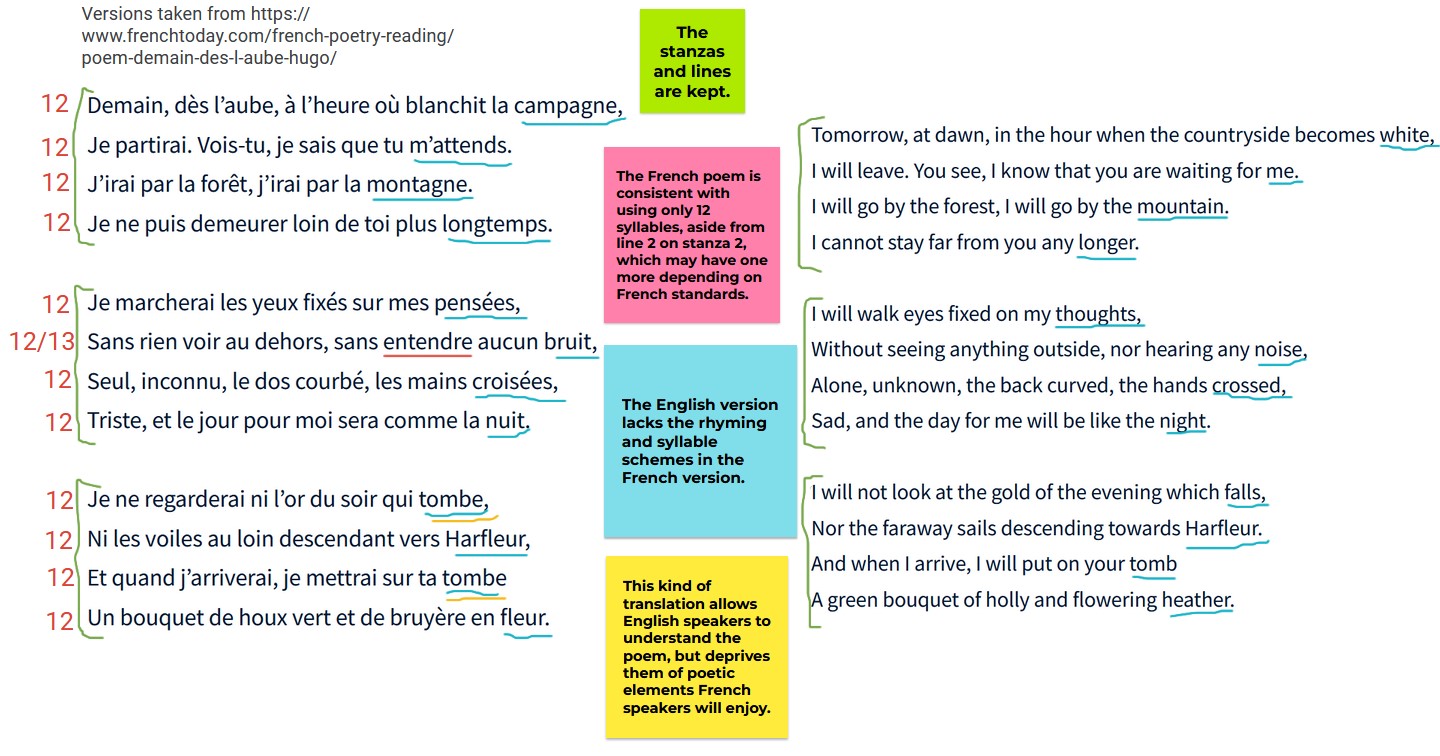 Versions taken from https://
www.frenchtoday.com/french-poetry-reading/
poem-demain-des-l-aube-hugo/
12 Demain, dès l’aube, à l’heure où blanchit la campagne,
12 Je partirai. Vois-tu, je sais que tu m’attends.
12 J’irai par la forêt, j’irai par la montagne.
12 Je ne puis demeurer loin de toi plus longtemps.
12 Je marcherai les yeux fixés sur mes pensées,
12/13 Sans rien voir au dehors, sans entendre aucun bruit,
12 Seul, inconnu, le dos courbé, les mains croisées,
12 Triste, et le jour pour moi sera comme la nuit.
12 Je ne regarderai ni l’or du soir qui tombe,
12 Ni les voiles au loin descendant vers Harfleur,
12 Et quand j’arriverai, je mettrai sur ta tombe
12 Un bouquet de houx vert et de bruyère en fleur.
The
stanzas
and lines
are kept.
The French poem is
consistent with
using only 12
syllables, aside from
line 2 on stanza 2,
which may have one
more depending on
French standards.
The English version
lacks the rhyming
and syllable
schemes in the
French version.
This kind of
translation allows
English speakers to
understand the
poem, but deprives
them of poetic
elements French
speakers will enjoy.
Tomorrow, at dawn, in the hour when the countryside becomes white,
I will leave. You see, I know that you are waiting for me.
I will go by the forest, I will go by the mountain.
I cannot stay far from you any longer.
I will walk eyes fixed on my thoughts,
Without seeing anything outside, nor hearing any noise,
Alone, unknown, the back curved, the hands crossed,
Sad, and the day for me will be like the night.
I will not look at the gold of the evening which falls,
Nor the faraway sails descending towards Harfleur.
And when I arrive, I will put on your tomb
A green bouquet of holly and flowering heather.